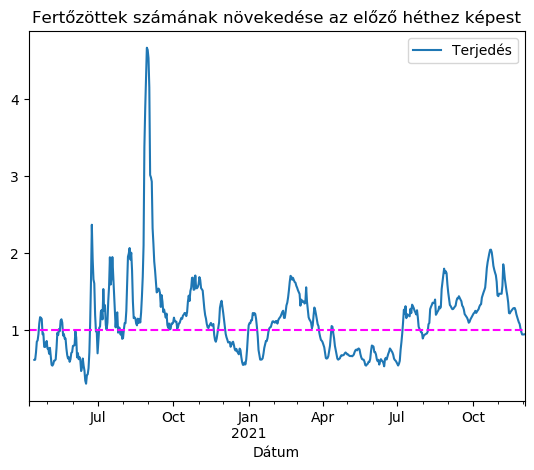 Fertőzöttek számának növekedése az előző héthez képest
Terjedés
4
3
2
1
Jul
Oct
Jan
2021
Apr
Jul
Oct
Dátum